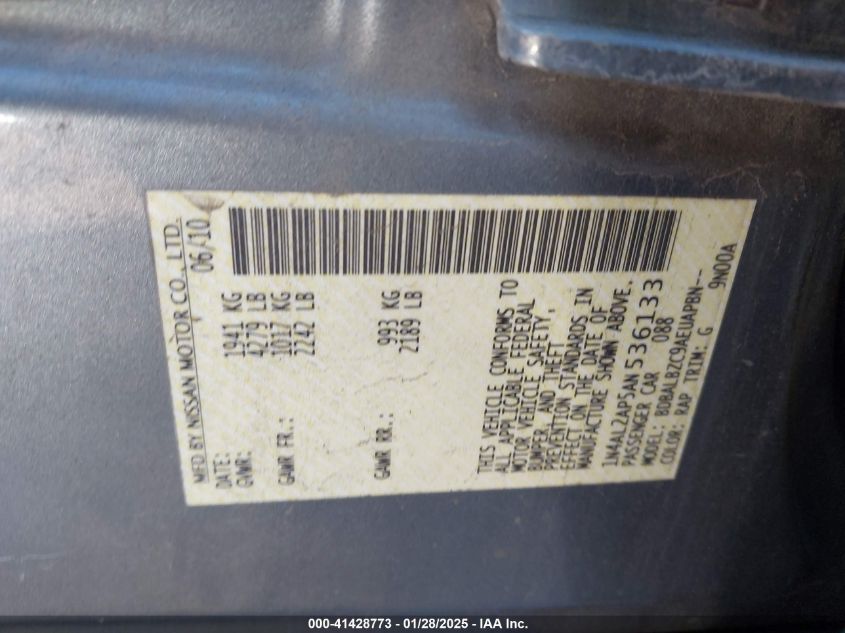 MFD BY NISSAN MOTOR CO., LTD.
DATE: 06/10
GVWR: 1941 KG
4279 LB
GAWR FR.: 1017 KG
2242 LB
GAWR RR.: 993 KG
2189 LB
THIS VEHICLE CONFORMS TO
ALL APPLICABLE FEDERAL
MOTOR VEHICLE SAFETY,
BUMPER, AND THEFT
PREVENTION STANDARDS IN
EFFECT ON THE DATE OF
MANUFACTURE SHOWN ABOVE.
1N4AL2AP5AN536133
PASSENGER CAR 088
MODEL: BDBALBZC9AEUAPBN--
COLOR: RAP TRIM: G 9N00A
000-41428773 - 01/28/2025 - IAA Inc.